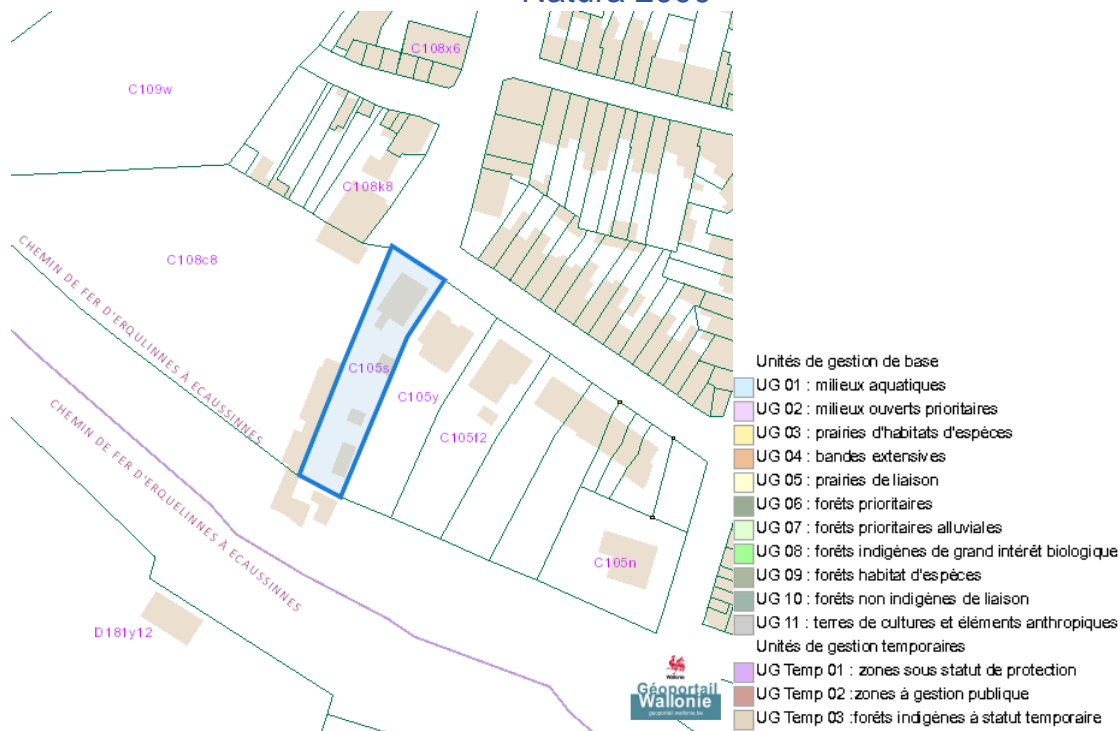 Natura 2000
C108x6
C109w
C108k8
C108c8
CHEMIN DE FER D'ERQULINNES À ECAUSSINNES
CHEMIN DE FER D'ERQUELINNES À ECAUSSINNES
C105s
C105y
C105f2
C105n
D181y12
Wallonie
Géoportail
Wallonie
geoportail.wallonie.be
Unités de gestion de base
UG 01 : milieux aquatiques
UG 02 : milieux ouverts prioritaires
UG 03 : prairies d'habitats d'espèces
UG 04 : bandes extensives
UG 05 : prairies de liaison
UG 06 : forêts prioritaires
UG 07 : forêts prioritaires alluviales
UG 08 : forêts indigènes de grand intérêt biologique
UG 09 : forêts habitat d'espèces
UG 10 : forêts non indigènes de liaison
UG 11 : terres de cultures et éléments anthropiques
Unités de gestion temporaires
UG Temp 01 : zones sous statut de protection
UG Temp 02 :zones à gestion publique
UG Temp 03 :forêts indigènes à statut temporaire